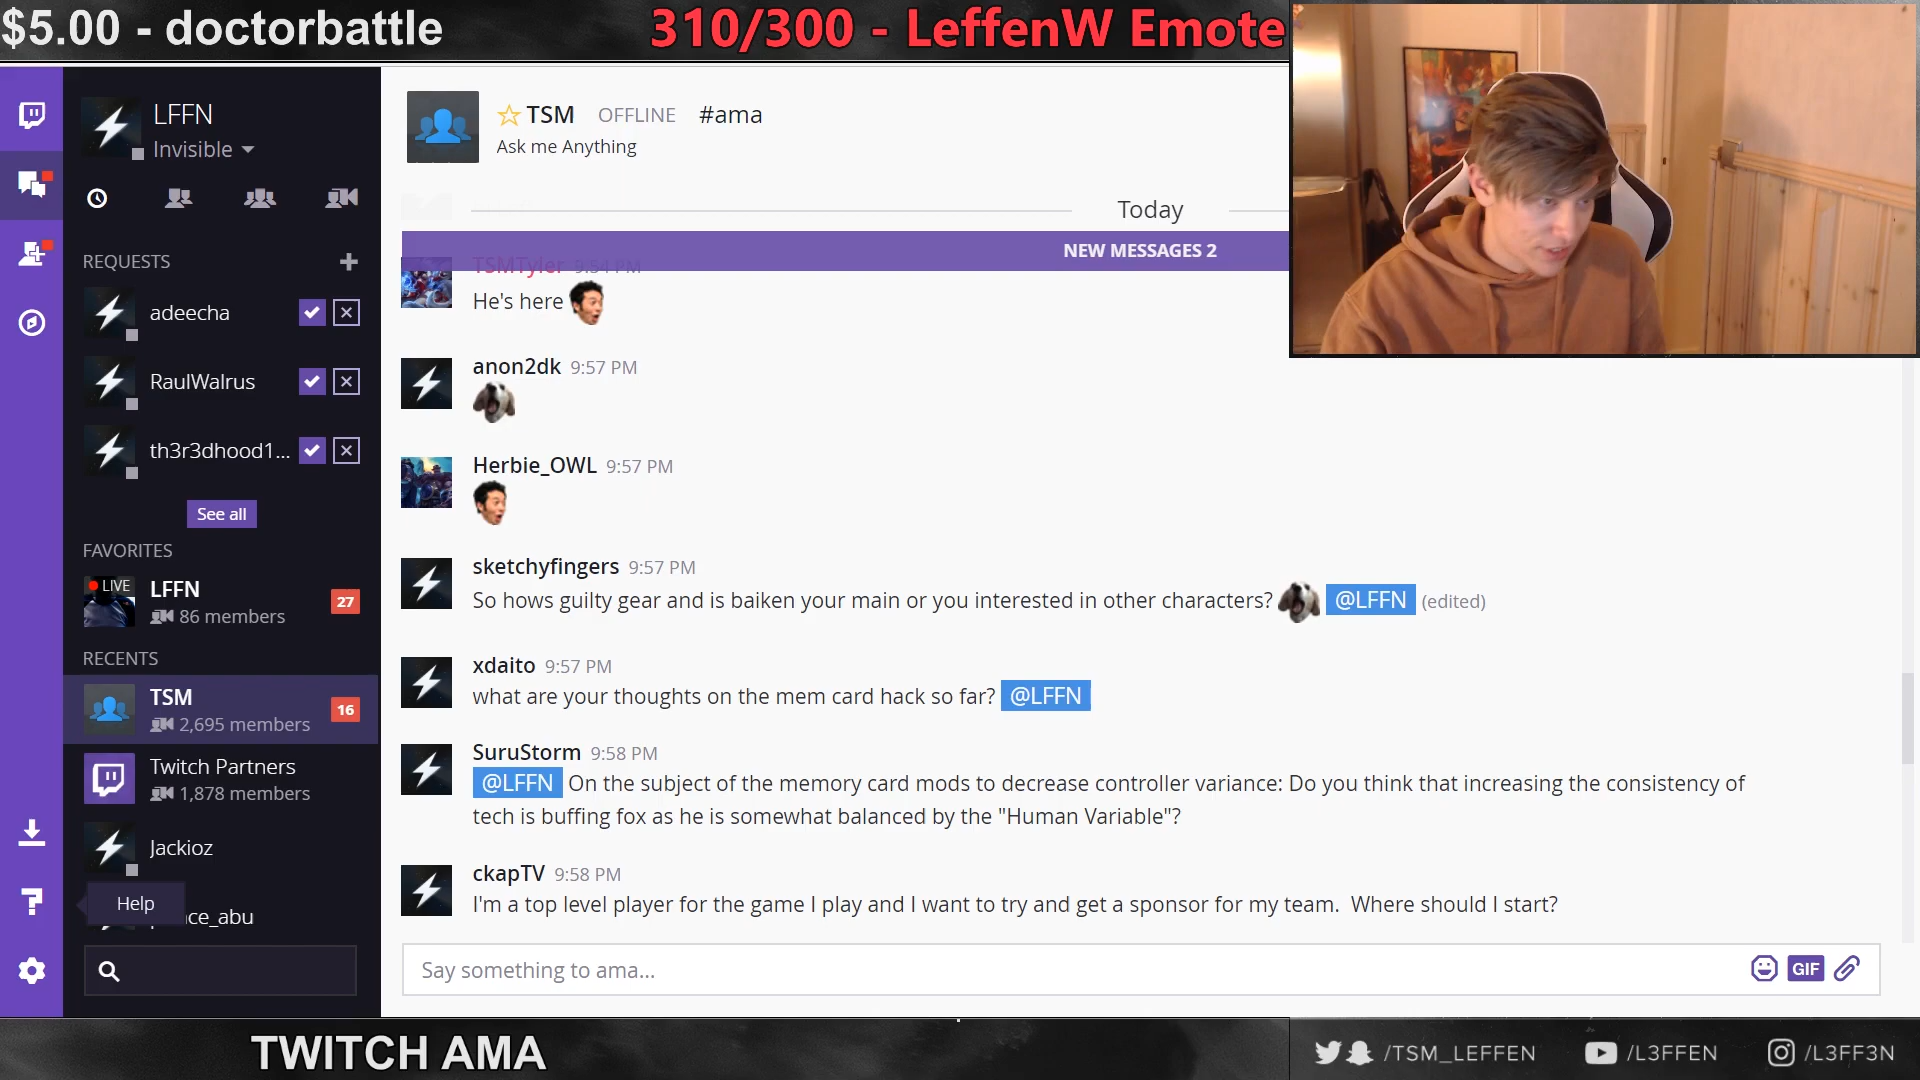 $5.00 - doctorbattle
310/300 - LeffenW Emote
LFFN
Invisible
REQUESTS
adeecha
RaulWalrus
th3r3dhood1...
See all
FAVORITES
LIVE
LFFN
86 members
27
RECENTS
TSM
2,695 members
16
Twitch Partners
1,878 members
Jackioz
Help
ce_abu
TSM OFFLINE #ama
Ask me Anything
Today
NEW MESSAGES 2
TSMTyler 9:54 PM
He's here
anon2dk 9:57 PM
Herbie_OWL 9:57 PM
sketchyfingers 9:57 PM
So hows guilty gear and is baiken your main or you interested in other characters? @LFFN (edited)
xdaito 9:57 PM
what are your thoughts on the mem card hack so far? @LFFN
SuruStorm 9:58 PM
@LFFN On the subject of the memory card mods to decrease controller variance: Do you think that increasing the consistency of
tech is buffing fox as he is somewhat balanced by the "Human Variable"?
ckapTV 9:58 PM
I'm a top level player for the game I play and I want to try and get a sponsor for my team. Where should I start?
Say something to ama...
GIF
TWITCH AMA
/TSM_LEFFEN
/L3FFEN
/L3FF3N